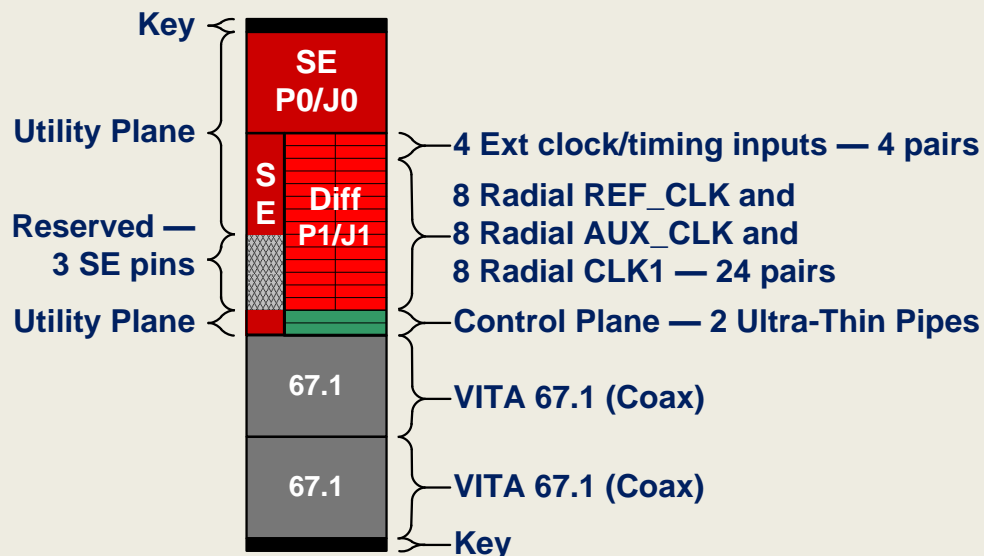 Key
Utility Plane
Reserved —
3 SE pins
Utility Plane
SE
P0/J0
S
E
Diff
P1/J1
67.1
67.1
4 Ext clock/timing inputs — 4 pairs
8 Radial REF_CLK and
8 Radial AUX_CLK and
8 Radial CLK1 — 24 pairs
Control Plane — 2 Ultra-Thin Pipes
VITA 67.1 (Coax)
VITA 67.1 (Coax)
Key